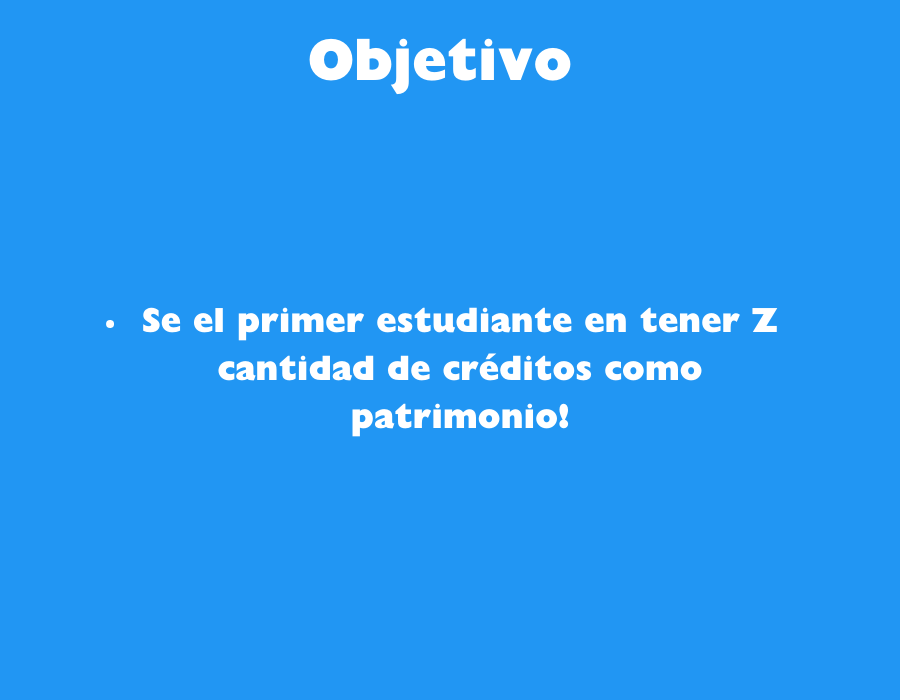 Objetivo
• Se el primer estudiante en tener Z
cantidad de créditos como
patrimonio!